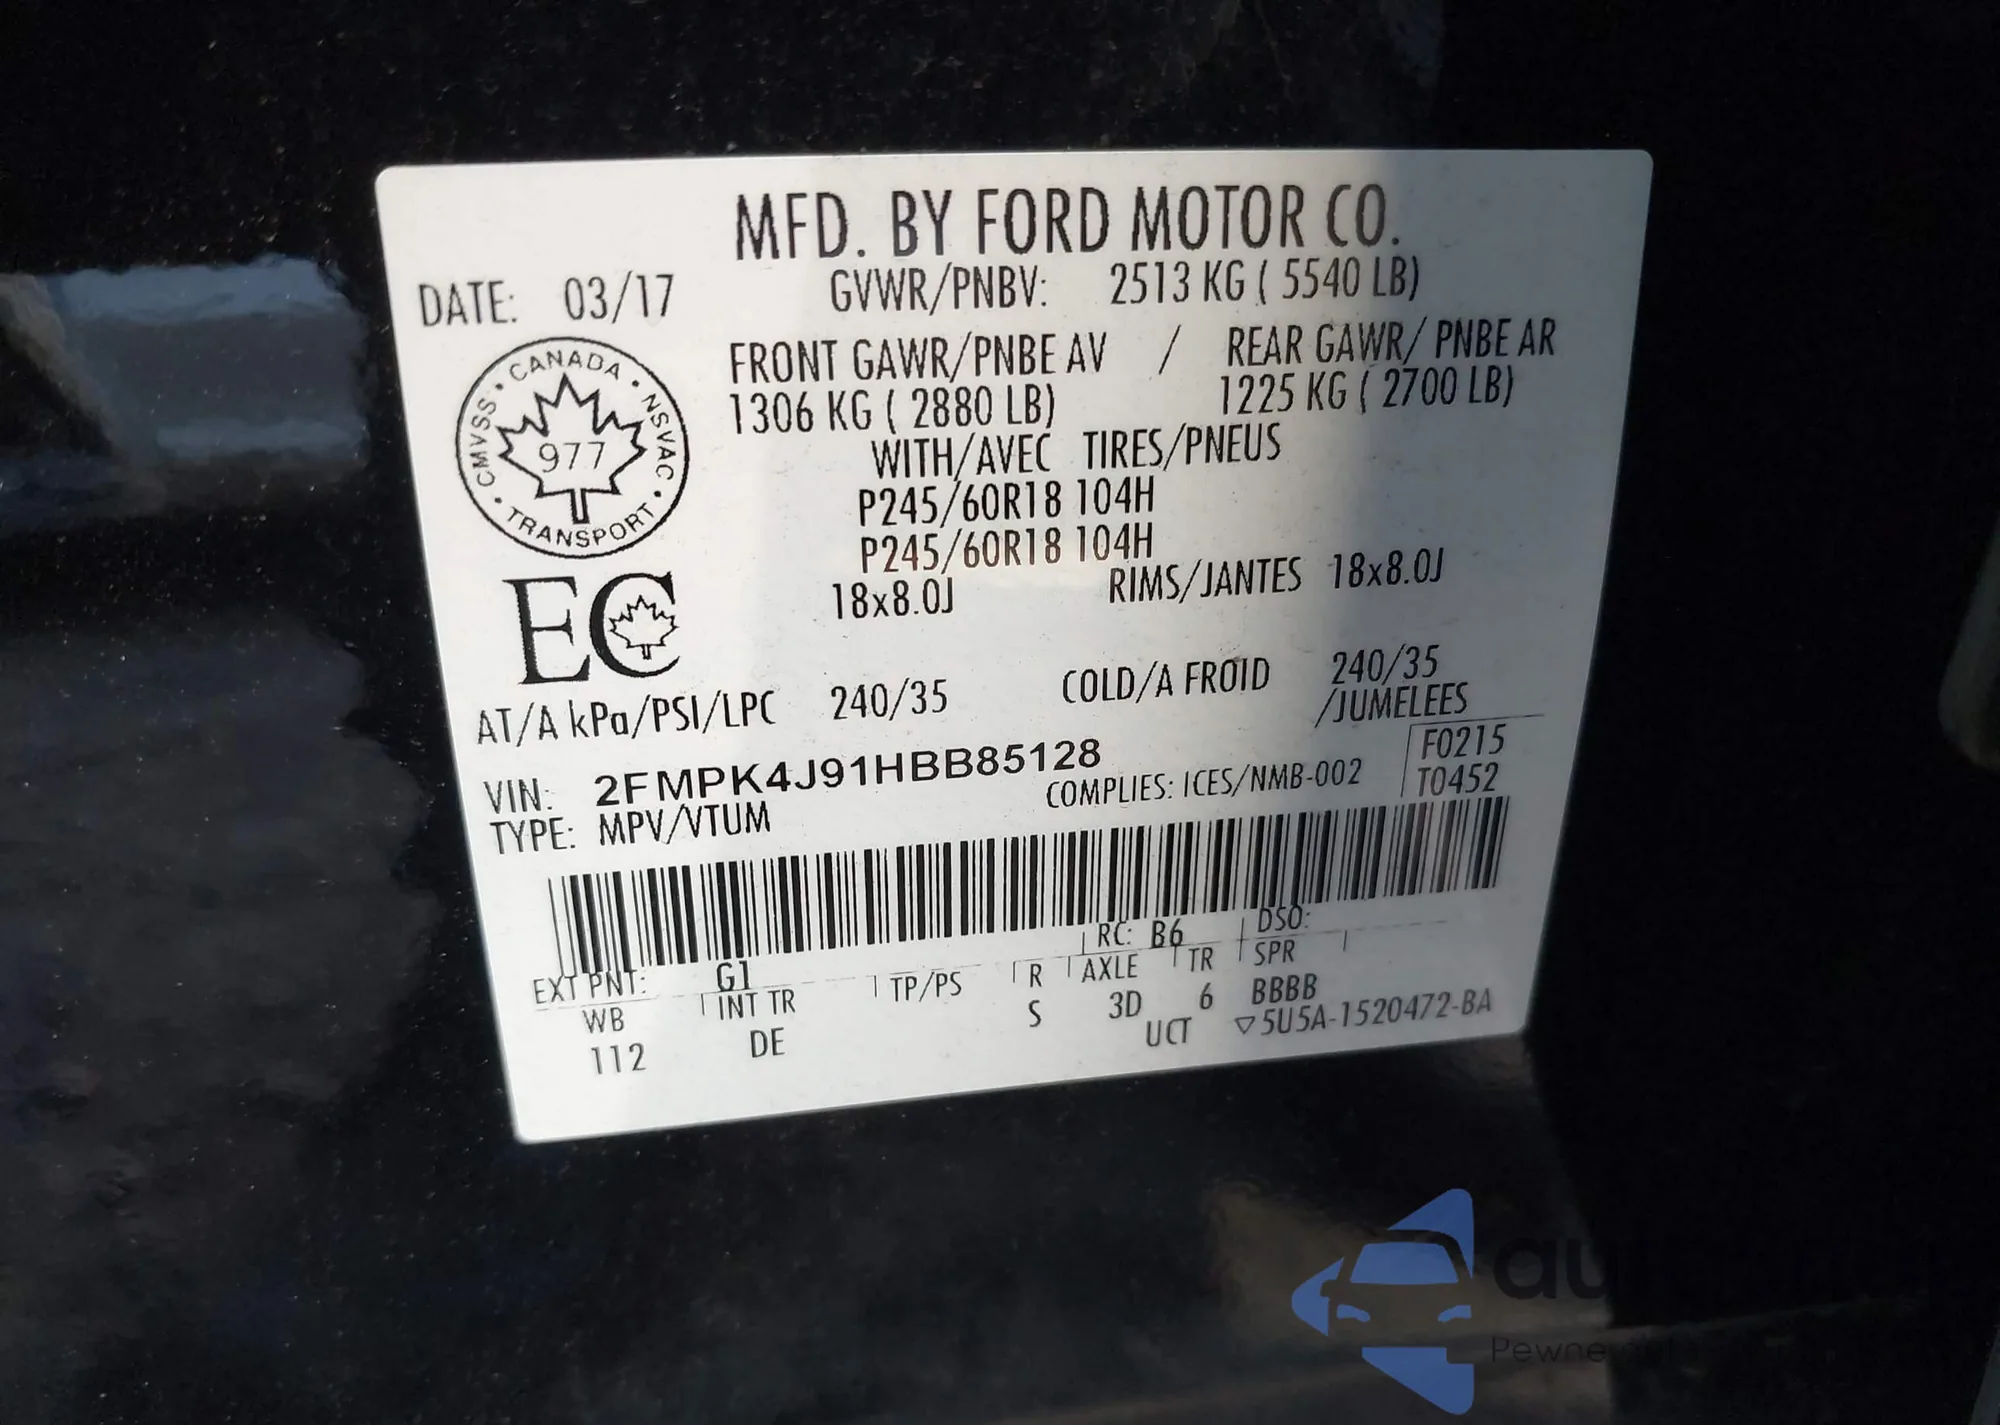 MFD. BY FORD MOTOR CO.
DATE: 03/17 GVWR/PNBV: 2513 KG ( 5540 LB)
FRONT GAWR/PNBE AV / REAR GAWR/ PNBE AR
1306 KG ( 2880 LB) 1225 KG ( 2700 LB)
WITH/AVEC TIRES/PNEUS
P245/60R18 104H
P245/60R18 104H
18x8.0J RIMS/JANTES 18x8.0J
CANADA NSVAC TRANSPORT CMVSS
977
EC
AT/A kPa/PSI/LPC 240/35 COLD/A FROID 240/35
/JUMELEES
VIN: 2FMPK4J91HBB85128 F0215
TYPE: MPV/VTUM COMPLIES: ICES/NMB-002 T0452
EXT PNT: G1 RC: B6 DSO:
WB INT TR TP/PS R AXLE TR SPR
112 DE S 3D 6 BBBB
UCT ▽5U5A-1520472-BA
Pewne